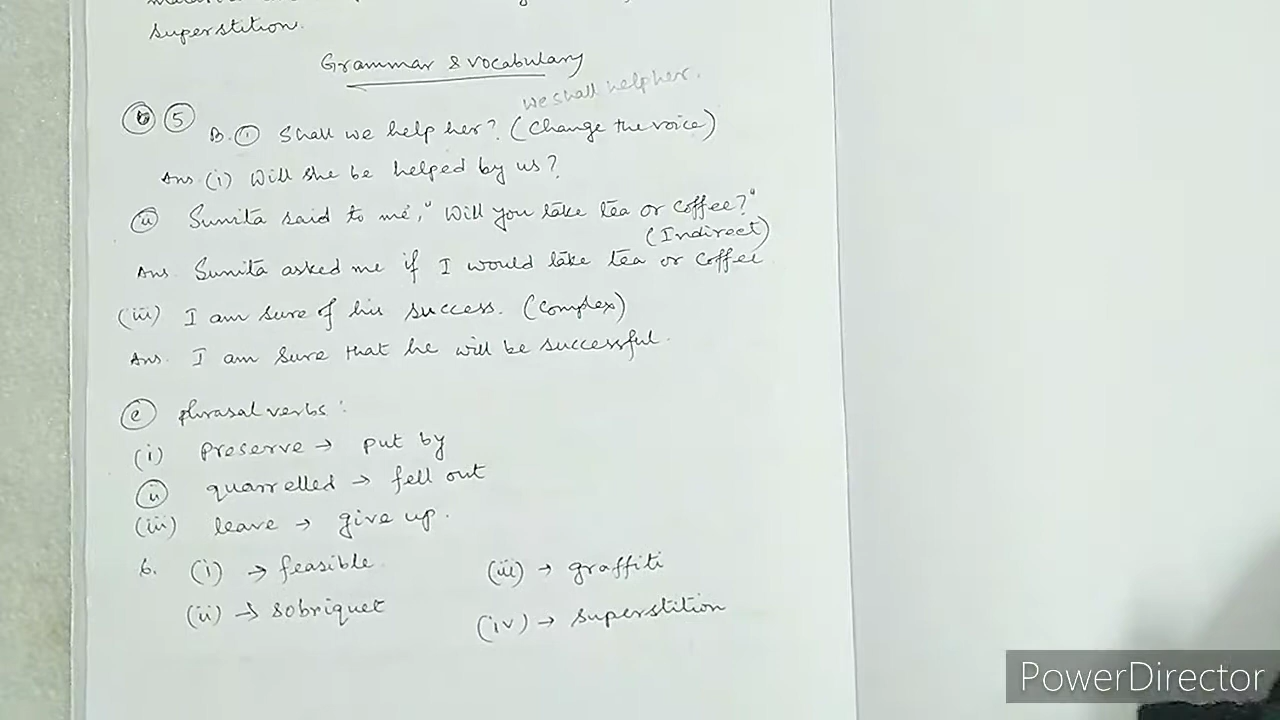 superstition.
Grammar & vocabulary
we shall help her.
5
B. (i) Shall we help her? (Change the voice)
Ans (i) Will she be helped by us?
(ii) Sunita said to me, "Will you take tea or coffee?"
(Indirect)
Ans. Sunita asked me if I would take tea or coffee
(iii) I am sure of his success. (Complex)
Ans. I am sure that he will be successful.
(c) phrasal verbs:
(i) preserve → put by
(ii) quarrelled → fell out
(iii) leave → give up.
6. (i) → feasible (iii) → graffiti
(ii) → sobriquet (iv) → superstition
PowerDirector